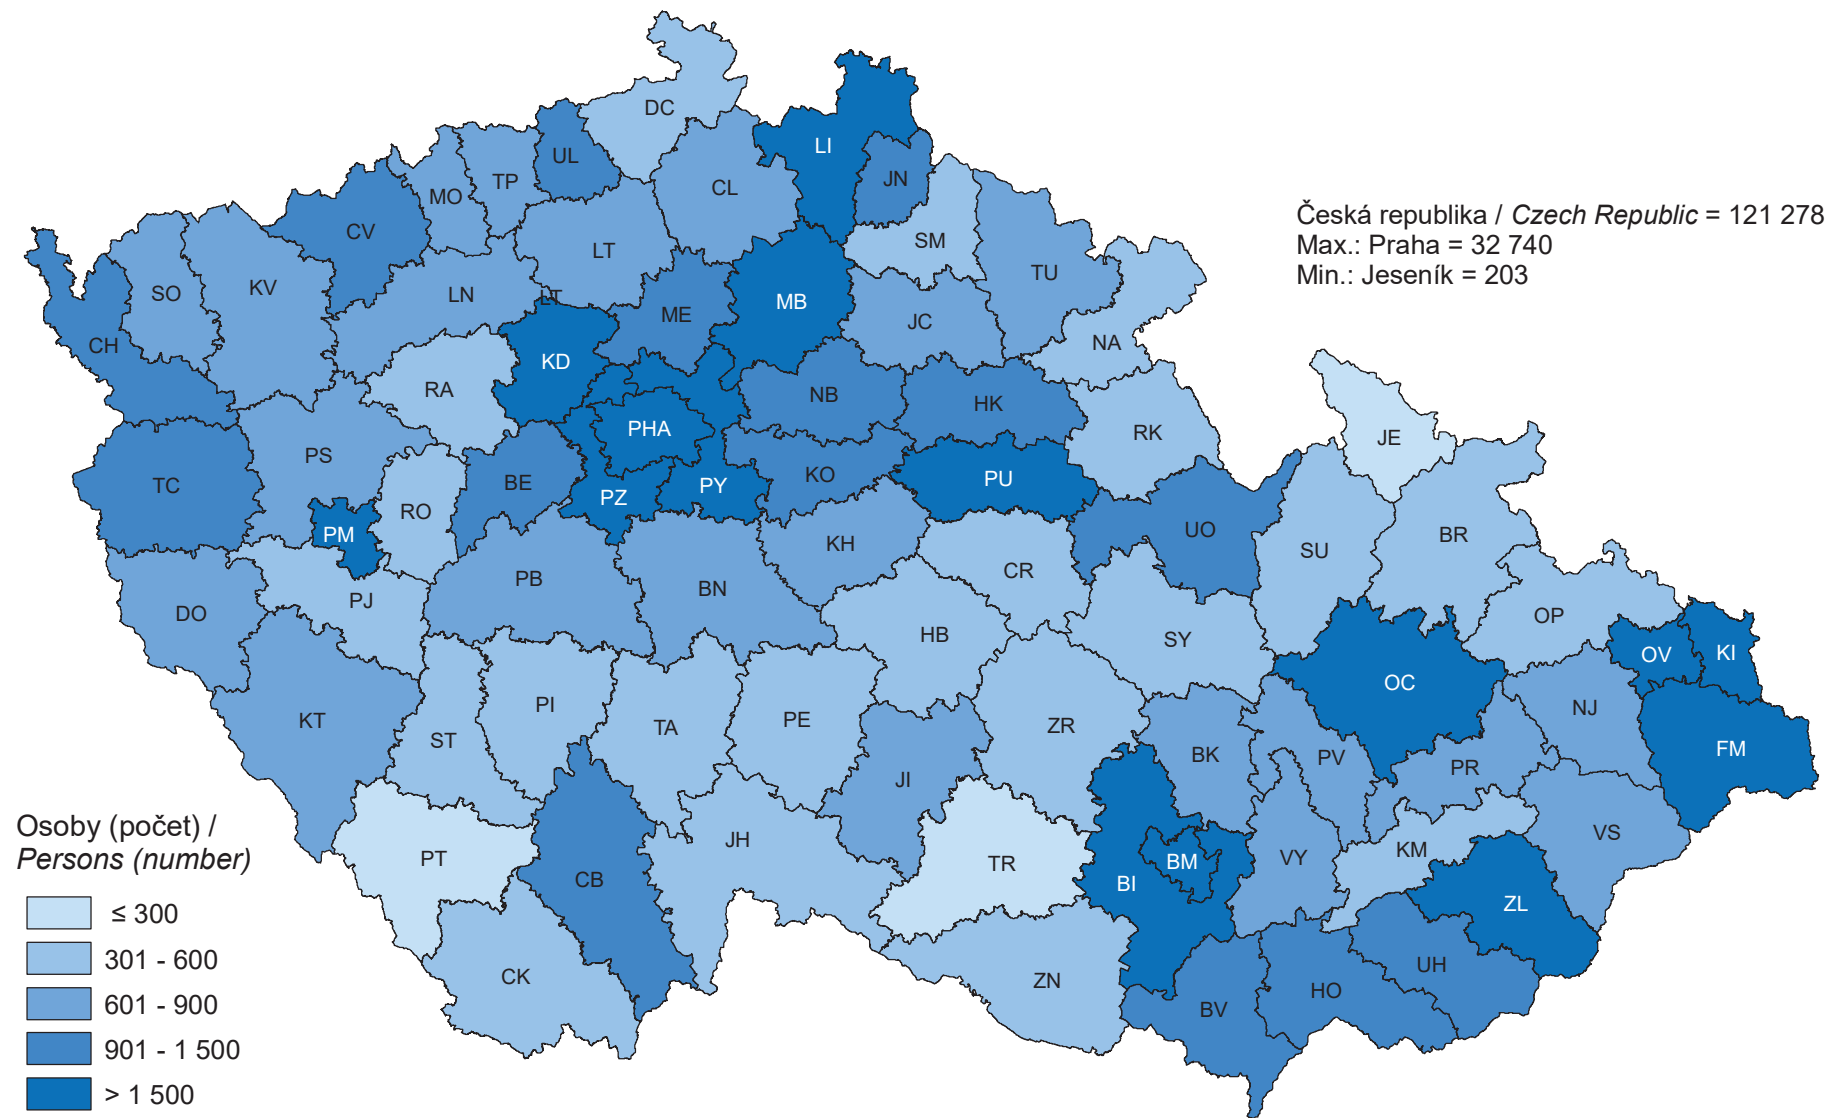 DC
LI
UL
JN
TP
CL
MO
CV
SM
Česká republika / Czech Republic = 121 278
Max.: Praha = 32 740
Min.: Jeseník = 203
LT
TU
SO
KV
LN
LT
MB
ME
JC
CH
NA
KD
RA
NB
HK
PHA
RK
JE
PS
TC
BE
KO
PU
PZ
PY
RO
PM
UO
KH
SU
BR
CR
PB
BN
PJ
DO
OP
HB
SY
OV
KI
OC
PI
NJ
KT
PE
TA
ZR
ST
FM
BK
PV
PR
JI
Osoby (počet) /
Persons (number)
JH
VS
KM
PT
TR
BM
VY
CB
BI
ZL
≤ 300
301 - 600
UH
CK
ZN
HO
601 - 900
BV
901 - 1 500
> 1 500